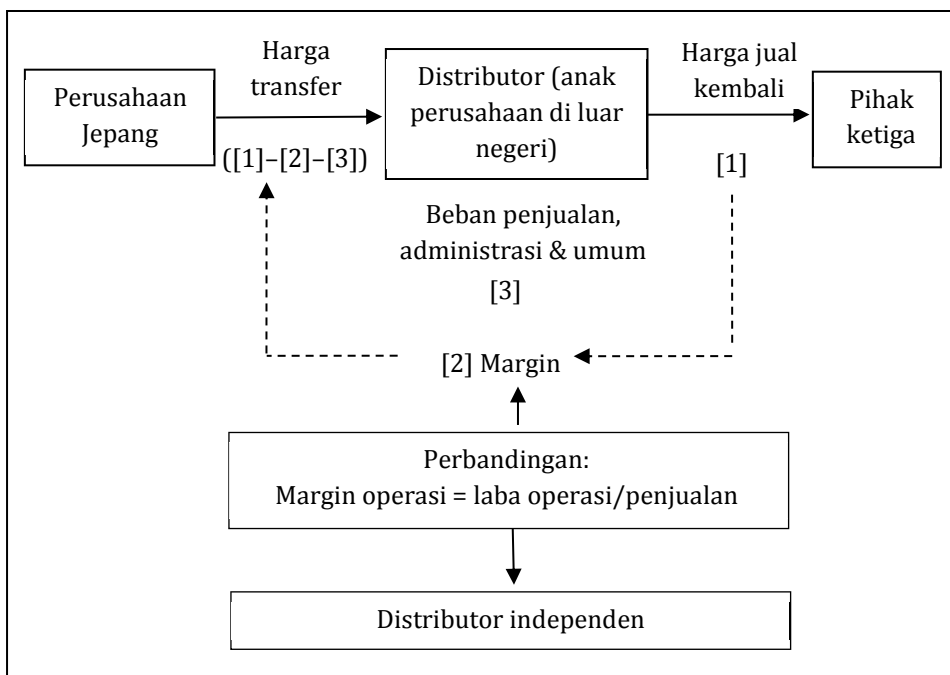 Perusahaan
Jepang
Harga
transfer
([1]–[2]–[3])
Distributor (anak
perusahaan di luar
negeri)
Harga jual
kembali
[1]
Pihak
ketiga
Beban penjualan,
administrasi & umum
[3]
[2] Margin
Perbandingan:
Margin operasi = laba operasi/penjualan
Distributor independen